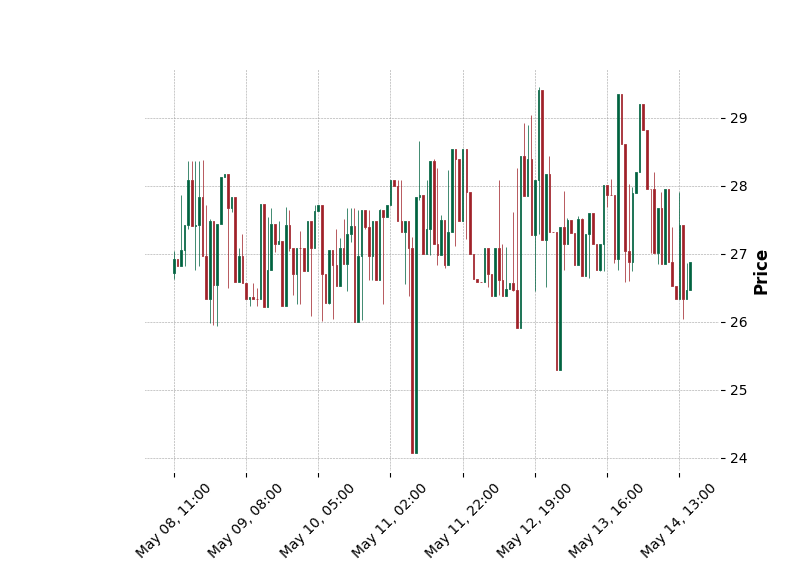 29
28
27
26
25
24
Price
May 08, 11:00
May 09, 08:00
May 10, 05:00
May 11, 02:00
May 11, 22:00
May 12, 19:00
May 13, 16:00
May 14, 13:00